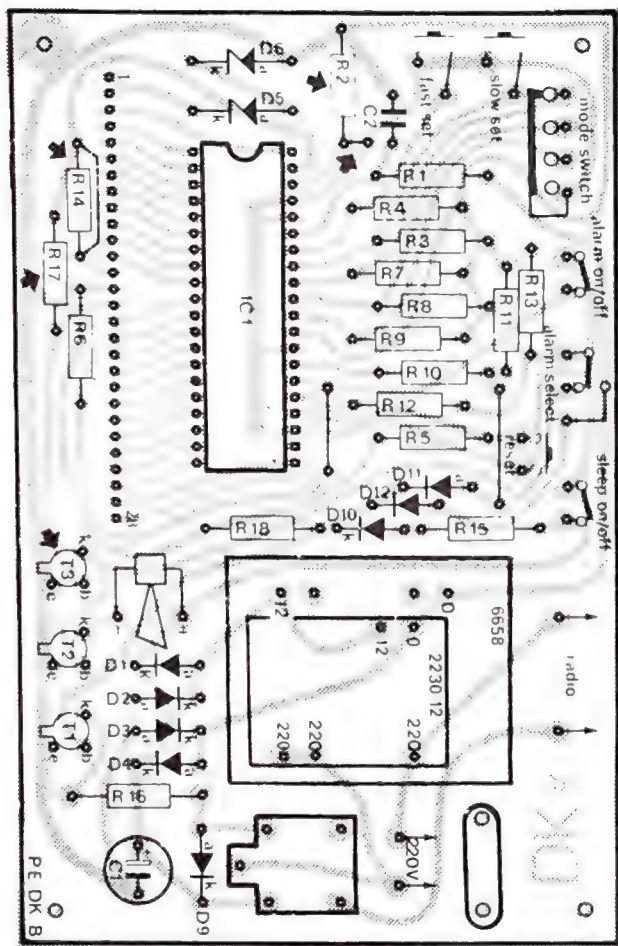 D6
k
a
R2
fast set
slow set
mode switch
D5
k
a
C2
1
R1
R14
R4
R3
alarm on/off
R17
R7
R13
R6
R8
R11
IC1
R9
R10
alarm select
R12
R5
reset
sleep on/off
D11
a
D12
D10
k
R18
R15
k
T3
e
b
-
+
12
0
6658
k
12
0
T2
e
b
2230 12
radio
D1
k
D2
k
D3
a
T1
e
b
D4
k
220
220
220
R16
DK
+
C1
a
k
D9
220V
PE DK B